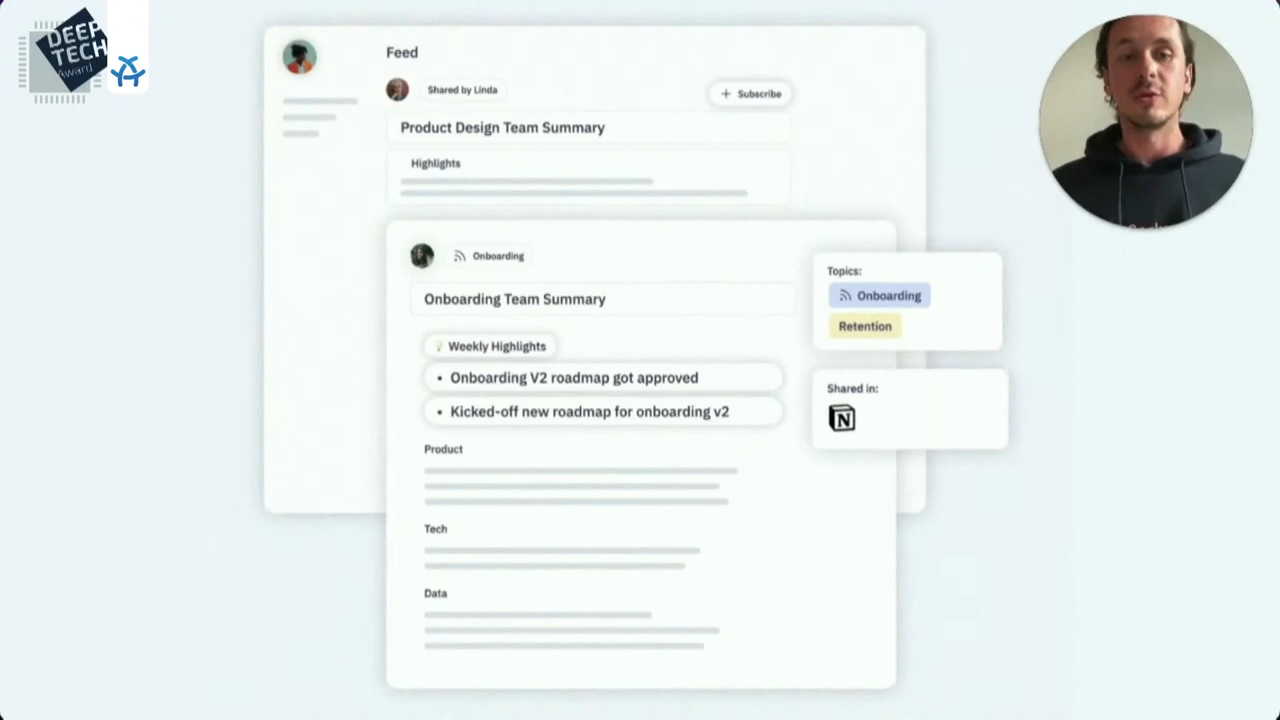 DEEP
TECH
Award
Feed
Shared by Linda
+ Subscribe
Product Design Team Summary
Highlights
Onboarding
Onboarding Team Summary
Weekly Highlights
• Onboarding V2 roadmap got approved
• Kicked-off new roadmap for onboarding v2
Topics:
Onboarding
Retention
Shared in:
N
Product
Tech
Data